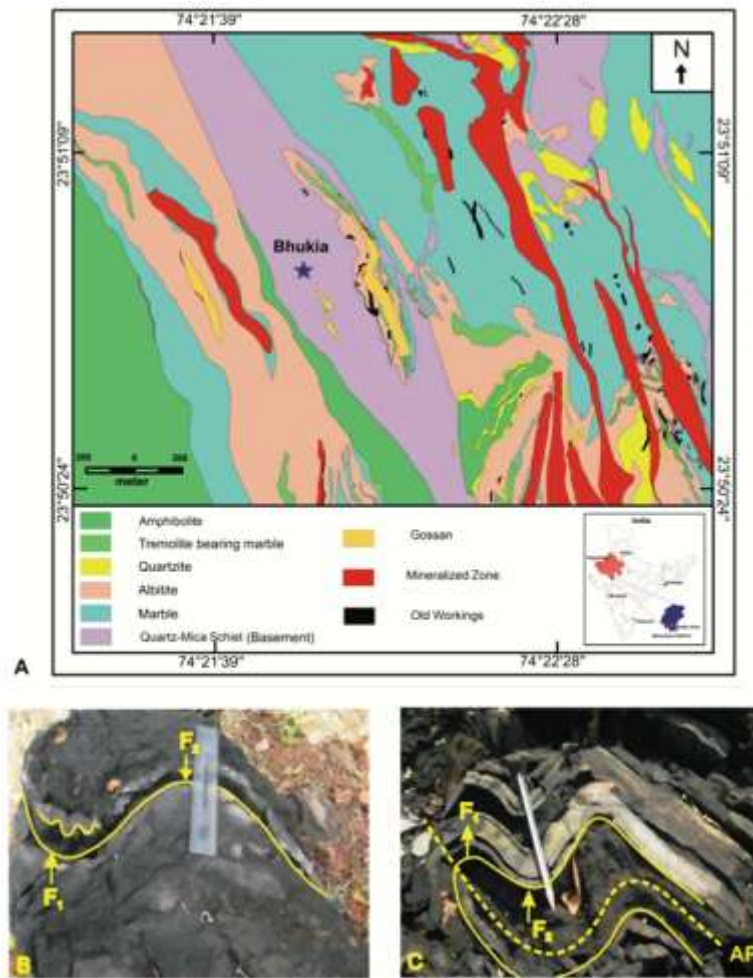 74°21'39" 74°22'28"
N
23°51'09" 23°51'09"
Bhukia
meter
23°50'24" 23°50'24"
Amphibolite
Tremolite bearing marble
Quartzite
Albitite
Marble
Quartz-Mica Schist (Basement)
Gossan
Mineralized Zone
Old Workings
India
A
74°21'39" 74°22'28"
F₂
F₁
B
F₁
F₂
C